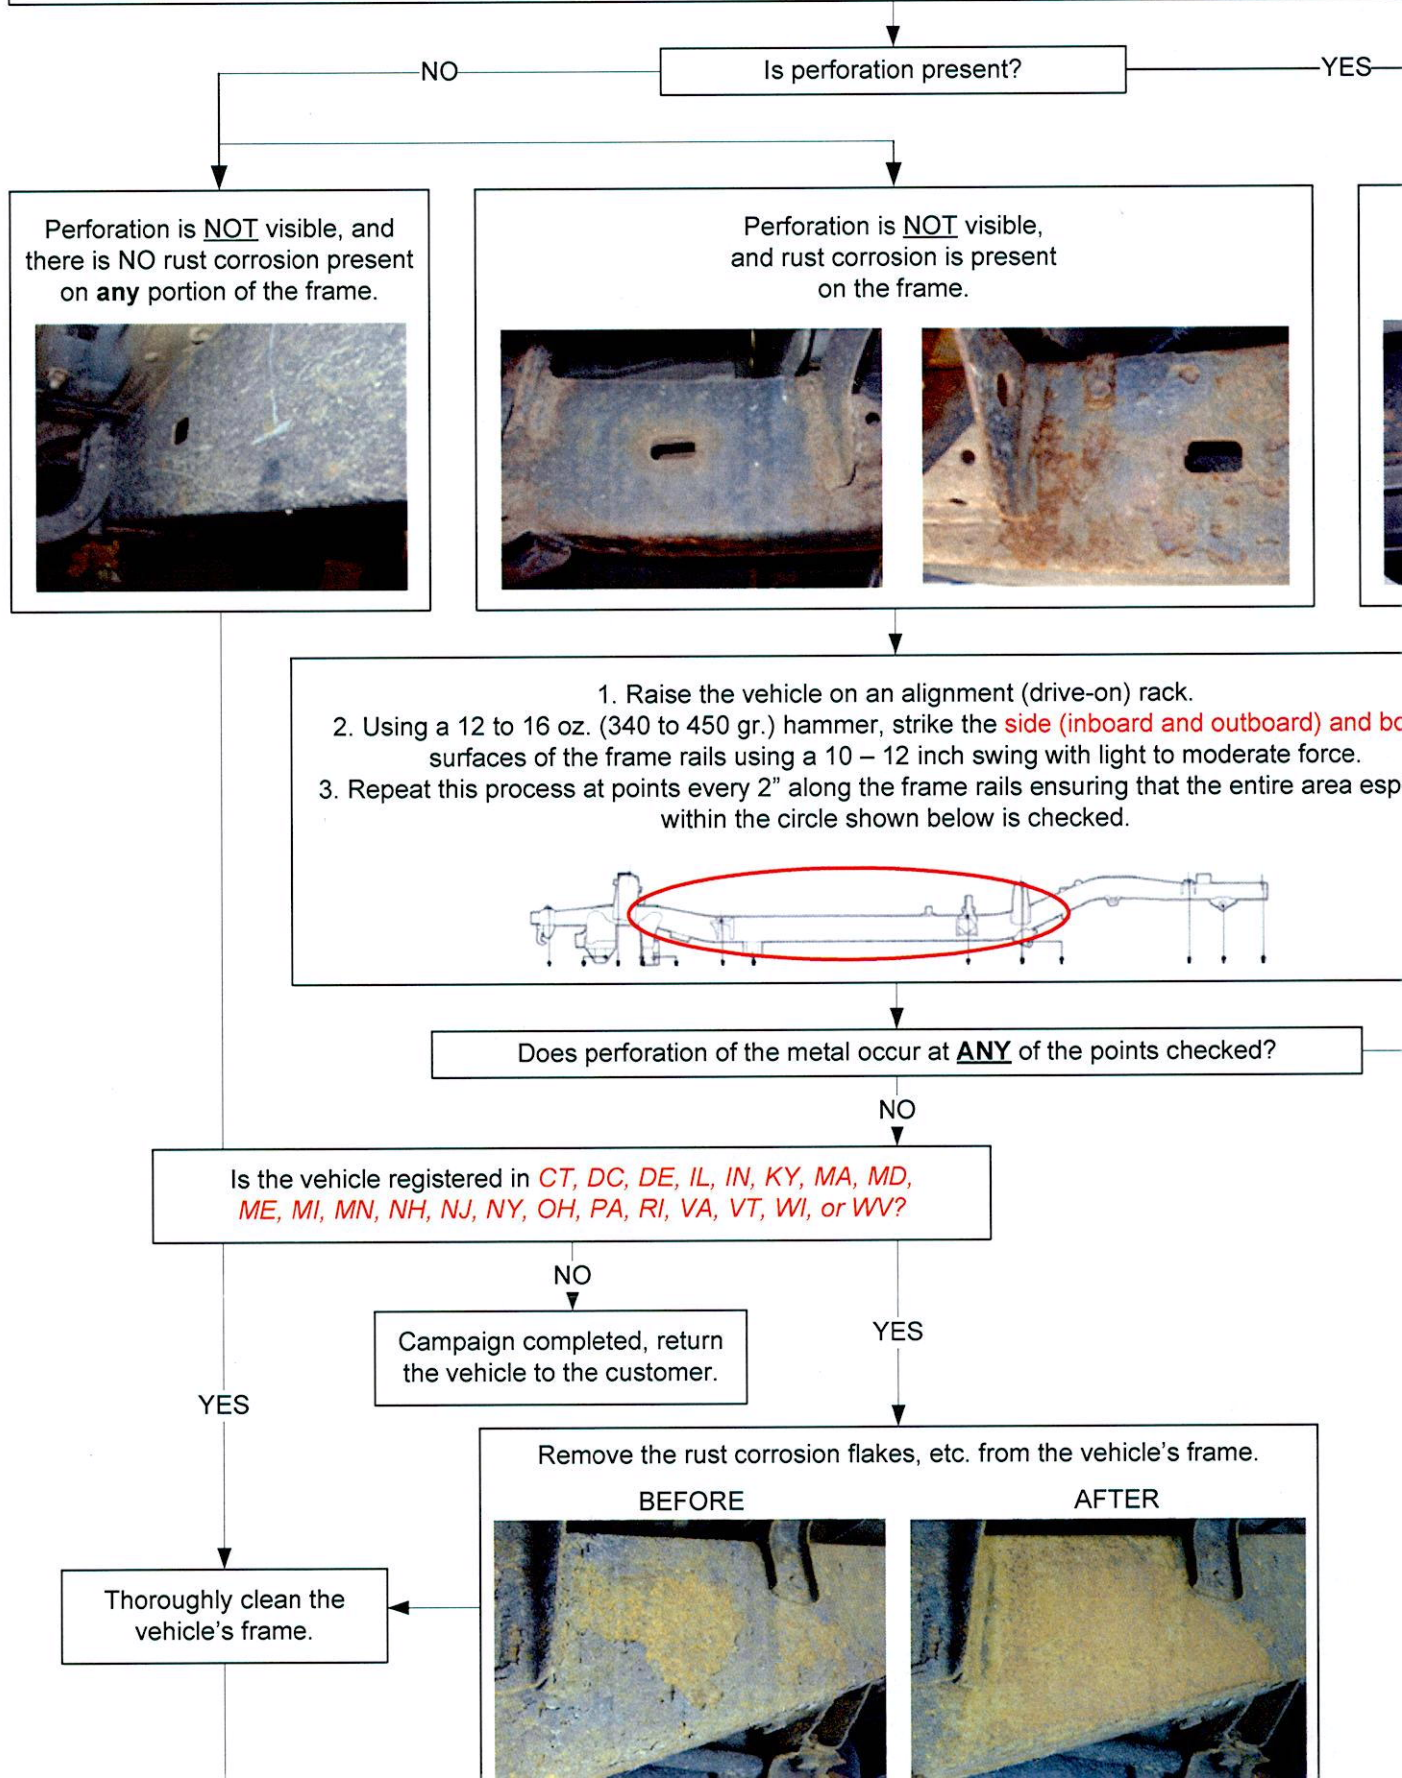 Is perforation present?
NO
YES
Perforation is NOT visible, and
there is NO rust corrosion present
on any portion of the frame.
Perforation is NOT visible,
and rust corrosion is present
on the frame.
1. Raise the vehicle on an alignment (drive-on) rack.
2. Using a 12 to 16 oz. (340 to 450 gr.) hammer, strike the side (inboard and outboard) and
surfaces of the frame rails using a 10 – 12 inch swing with light to moderate force.
3. Repeat this process at points every 2” along the frame rails ensuring that the entire area
within the circle shown below is checked.
Does perforation of the metal occur at ANY of the points checked?
NO
Is the vehicle registered in CT, DC, DE, IL, IN, KY, MA, MD,
ME, MI, MN, NH, NJ, NY, OH, PA, RI, VA, VT, WI, or WV?
NO
Campaign completed, return
the vehicle to the customer.
YES
YES
Remove the rust corrosion flakes, etc. from the vehicle’s frame.
BEFORE
AFTER
Thoroughly clean the
vehicle’s frame.